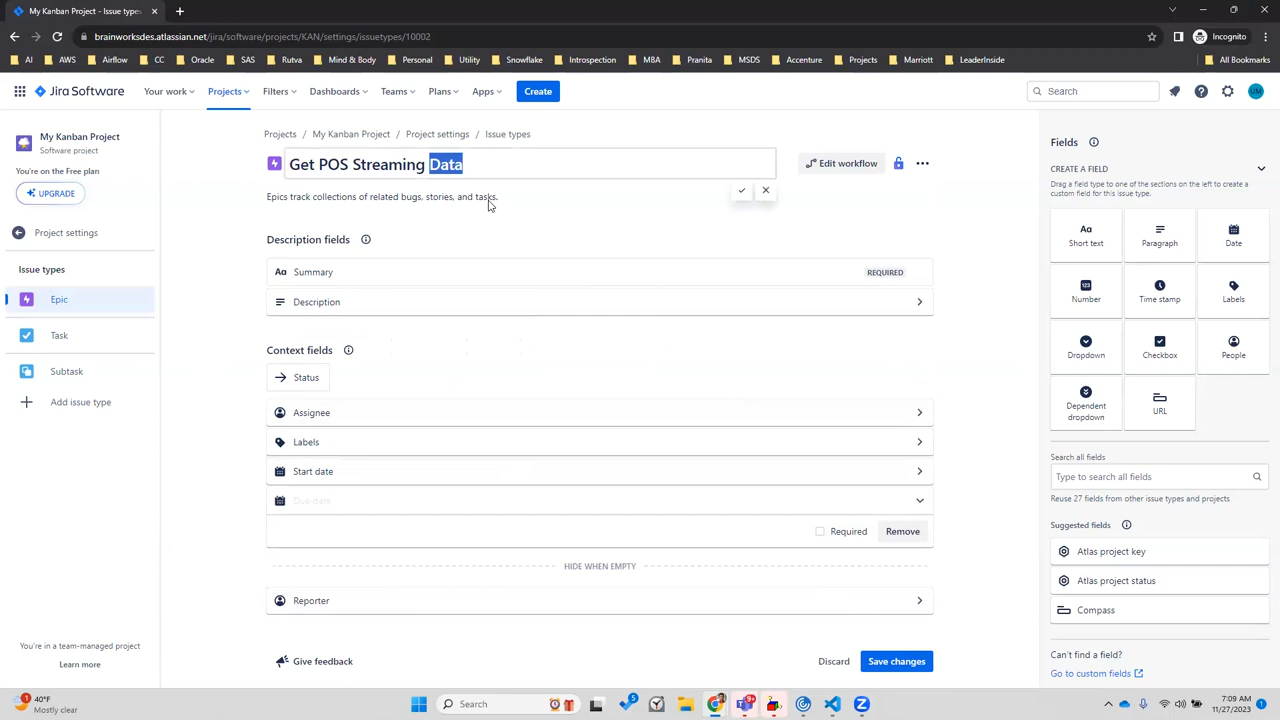 My Kanban Project - Issue types
brainworksdes.atlassian.net/jira/software/projects/KAN/settings/issuetypes/10002
Incognito
AI AWS Airflow CC Oracle SAS Rutva Mind & Body Personal Utility Snowflake Introspection MBA Pranita MSDS Accenture Projects Marriott LeaderInside All Bookmarks
Jira Software Your work Projects Filters Dashboards Teams Plans Apps Create Search
My Kanban Project
Software project
You're on the Free plan
UPGRADE
Project settings
Issue types
Epic
Task
Subtask
Add issue type
You're in a team-managed project
Learn more
Projects / My Kanban Project / Project settings / Issue types
Get POS Streaming Data
Edit workflow
Epics track collections of related bugs, stories, and tasks.
Description fields
Aa Summary REQUIRED
Description
Context fields
Status
Assignee
Labels
Start date
Due date
Required Remove
HIDE WHEN EMPTY
Reporter
Give feedback
Discard Save changes
Fields
CREATE A FIELD
Drag a field type to one of the sections on the left to create a
custom field for this issue type.
Aa
Short text Paragraph Date
123
Number Time stamp Labels
Dropdown Checkbox People
Dependent
dropdown
URL
Search all fields
Type to search all fields
Reuse 27 fields from other issue types and projects
Suggested fields
Atlas project key
Atlas project status
Compass
Can't find a field?
Go to custom fields
1
40°F
Mostly clear
Search
5
9+
7:09 AM
11/27/2023
1